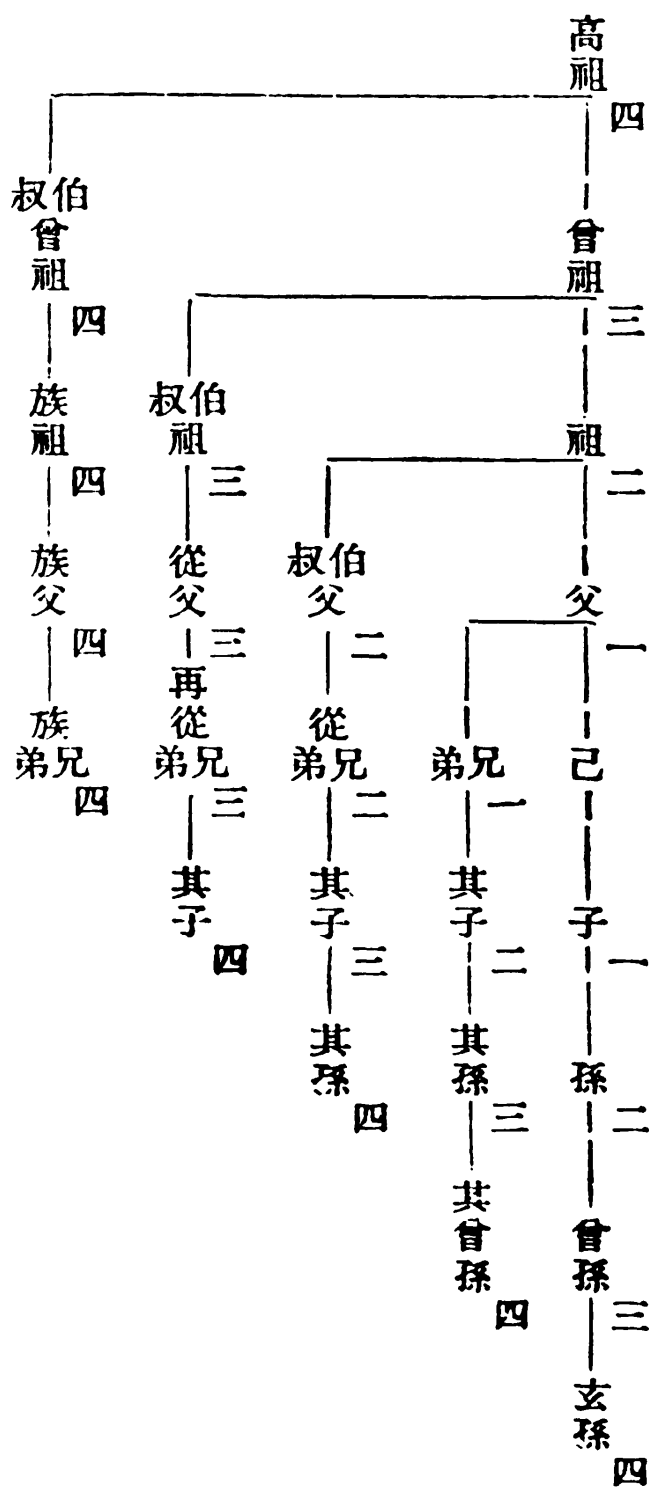 高祖
四
曾祖
三
祖
二
父
一
己
子
一
孫
二
曾孫
三
玄孫
四
兄弟
一
其子
二
其孫
三
其曾孫
四
伯叔父
二
從兄弟
二
其子
三
其孫
四
伯叔祖
三
從父
三
再從兄弟
三
其子
四
伯叔曾祖
四
族祖
四
族父
四
族兄弟
四